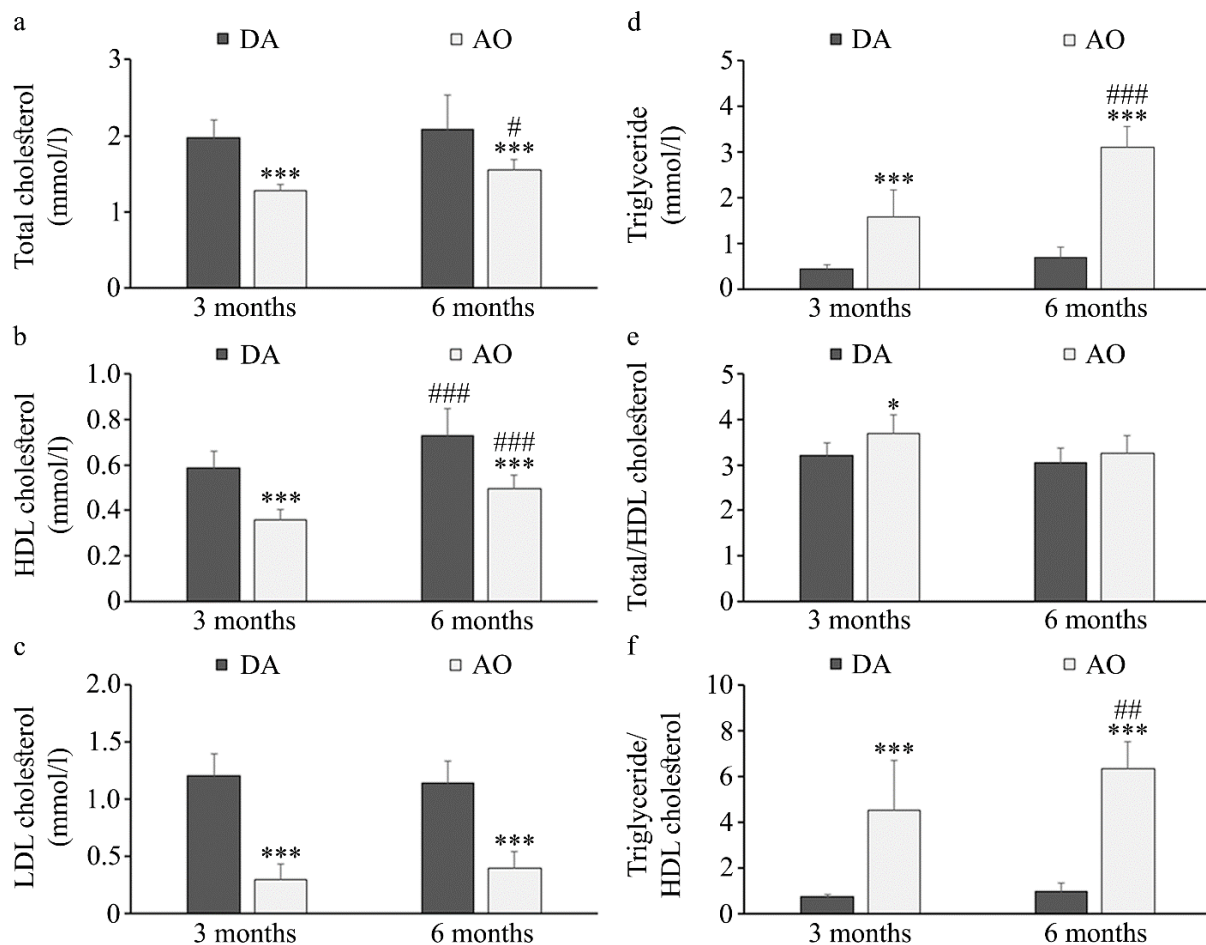 a
DA AO
Total cholesterol
(mmol/l)
3
2
1
0
***
#
***
3 months 6 months
b
DA AO
HDL cholesterol
(mmol/l)
1.0
0.8
0.6
0.4
0.2
0
***
###
###
***
3 months 6 months
c
DA AO
LDL cholesterol
(mmol/l)
2.0
1.5
1.0
0.5
0
***
***
3 months 6 months
d
DA AO
Triglyceride
(mmol/l)
5
4
3
2
1
0
***
###
***
3 months 6 months
e
DA AO
Total/HDL cholesterol
5
4
3
2
1
0
*
3 months 6 months
f
DA AO
Triglyceride/
HDL cholesterol
10
8
6
4
2
0
***
##
***
3 months 6 months